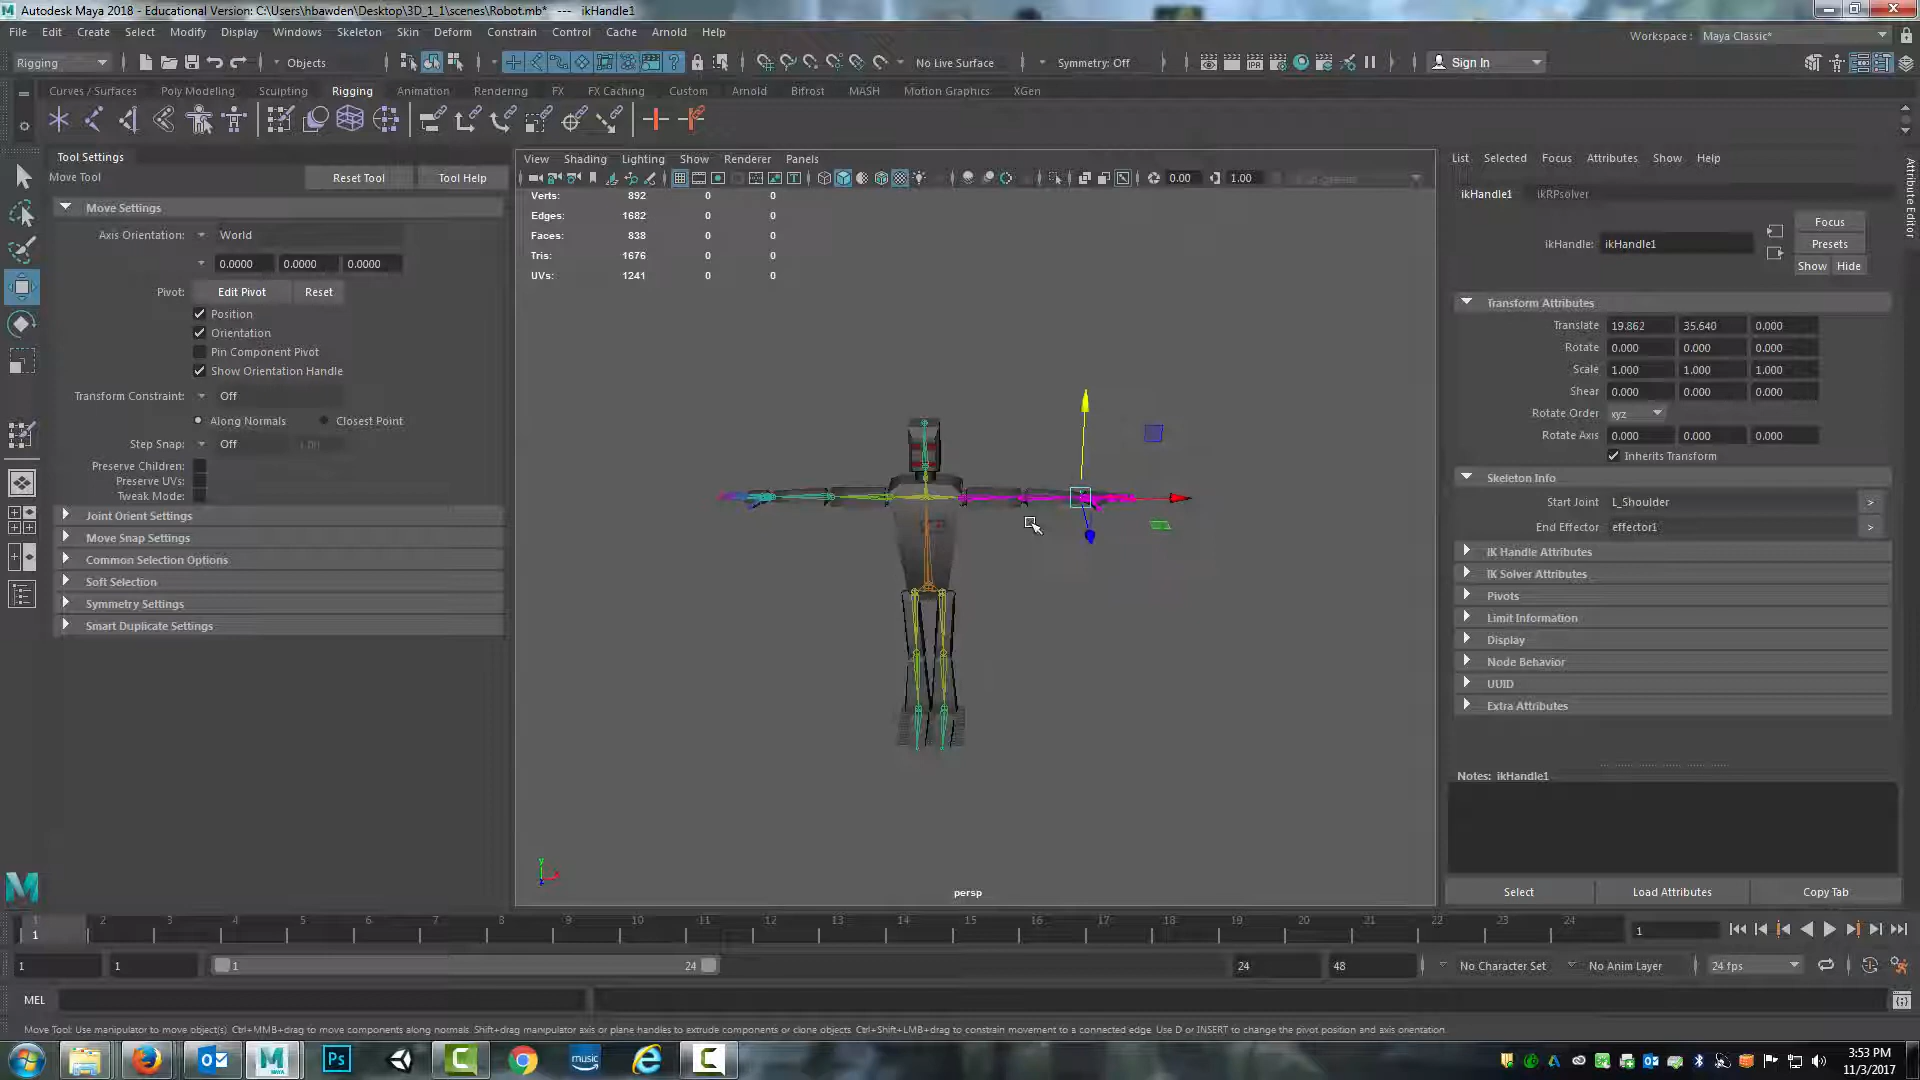 Autodesk Maya 2018 - Educational Version: C:\Users\hbawden\Desktop\3D_1_1\scenes\Robot.mb* --- ikHandle1
File Edit Create Select Modify Display Windows Skeleton Skin Deform Constrain Control Cache Arnold Help
Workspace : Maya Classic*
Rigging Objects No Live Surface Symmetry: Off Sign In
Curves / Surfaces Poly Modeling Sculpting Rigging Animation Rendering FX FX Caching Custom Arnold Bifrost MASH Motion Graphics XGen
Tool Settings
Move Tool Reset Tool Tool Help
Move Settings
Axis Orientation: World
0.0000 0.0000 0.0000
Pivot: Edit Pivot Reset
Position
Orientation
Pin Component Pivot
Show Orientation Handle
Transform Constraint: Off
Along Normals Closest Point
Step Snap: Off 1.00
Preserve Children:
Preserve UVs:
Tweak Mode:
Joint Orient Settings
Move Snap Settings
Common Selection Options
Soft Selection
Symmetry Settings
Smart Duplicate Settings
View Shading Lighting Show Renderer Panels
0.00 1.00
Verts: 892 0 0
Edges: 1682 0 0
Faces: 838 0 0
Tris: 1676 0 0
UVs: 1241 0 0
persp
List Selected Focus Attributes Show Help
Attribute Editor
ikHandle1 ikRPsolver
Focus
ikHandle: ikHandle1 Presets
Show Hide
Transform Attributes
Translate 19.862 35.640 0.000
Rotate 0.000 0.000 0.000
Scale 1.000 1.000 1.000
Shear 0.000 0.000 0.000
Rotate Order xyz
Rotate Axis 0.000 0.000 0.000
Inherits Transform
Skeleton Info
Start Joint L_Shoulder >
End Effector effector1 >
IK Handle Attributes
IK Solver Attributes
Pivots
Limit Information
Display
Node Behavior
UUID
Extra Attributes
Notes: ikHandle1
Select Load Attributes Copy Tab
1 2 3 4 5 6 7 8 9 10 11 12 13 14 15 16 17 18 19 20 21 22 23 24
1 1
1 1 1 24 24 48 No Character Set No Anim Layer 24 fps
MEL
Move Tool: Use manipulator to move object(s). Ctrl+MMB+drag to move components along normals. Shift+drag manipulator axis or plane handles to extrude components or clone objects. Ctrl+Shift+LMB+drag to constrain movement to a connected edge. Use D or INSERT to change the pivot position and axis orientation.
MAYA Ps music
3:53 PM
11/3/2017